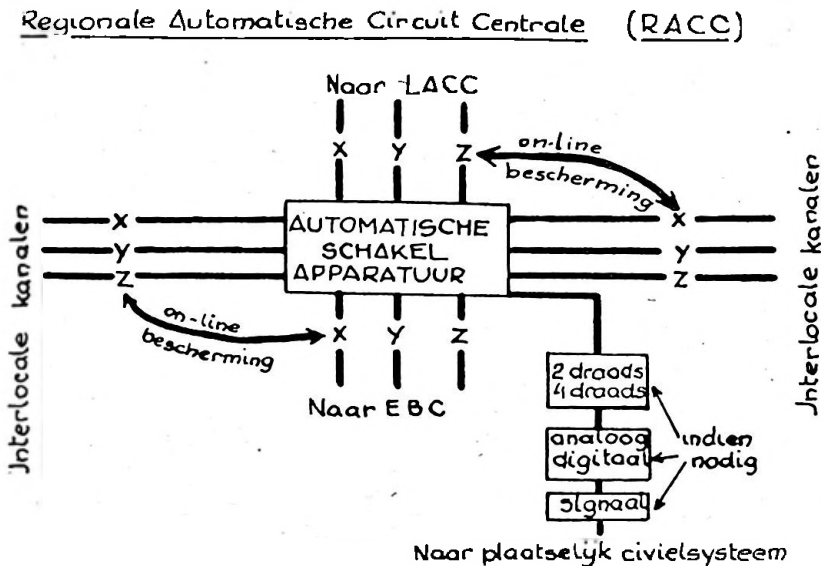 Regionale Automatische Circuit Centrale (RACC)
Naar LACC
X Y Z
on-line
bescherming
Interlocale kanalen
X
Y
Z
AUTOMATISCHE
SCHAKEL
APPARATUUR
X
Y
Z
Interlocale kanalen
on-line
bescherming
X Y Z
Naar EBC
2 draads
4 draads
analoog
digitaal
signaal
indien
nodig
Naar plaatselijk civielsysteem